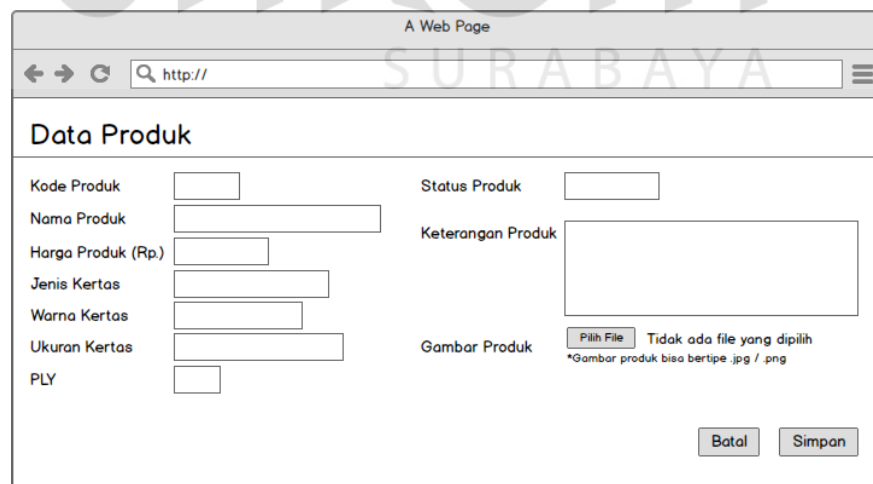 A Web Page
http://
SURABAYA
Data Produk
Kode Produk
Nama Produk
Harga Produk (Rp.)
Jenis Kertas
Warna Kertas
Ukuran Kertas
PLY
Status Produk
Keterangan Produk
Gambar Produk
Pilih File Tidak ada file yang dipilih
*Gambar produk bisa bertipe .jpg / .png
Batal Simpan